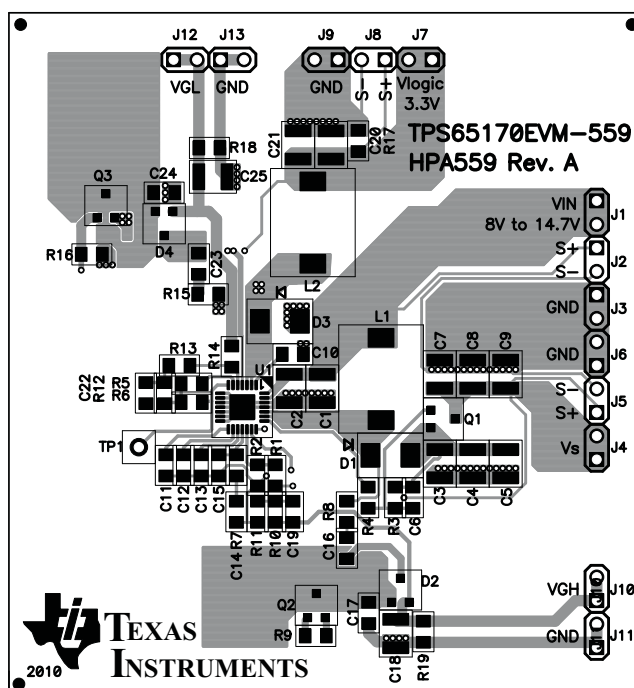 J12 J13 J9 J8 J7
VGL GND GND S- S+ Vlogic
3.3V
TPS65170EVM-559
HPA559 Rev. A
C21 C20 R17
R18
C25
Q3 C24
D4
R16
C23
R15
L2
VIN J1
8V to 14.7V
S+ J2
S-
GND J3
GND J6
S- J5
S+
Vs J4
D3
L1
C7 C8 C9
C10
R13 R14 U1
C22 R12 R5
R6
C2 C1
Q1
TP1
R2 R1
D1
C11 C12 C13 C15
C3 C4 C5
R8 R4 R3 C6
R7 R11 R10 C19
C14
C16
D2
Q2
R9
C17
C18 R19
VGH J10
GND J11
TEXAS
INSTRUMENTS
2010